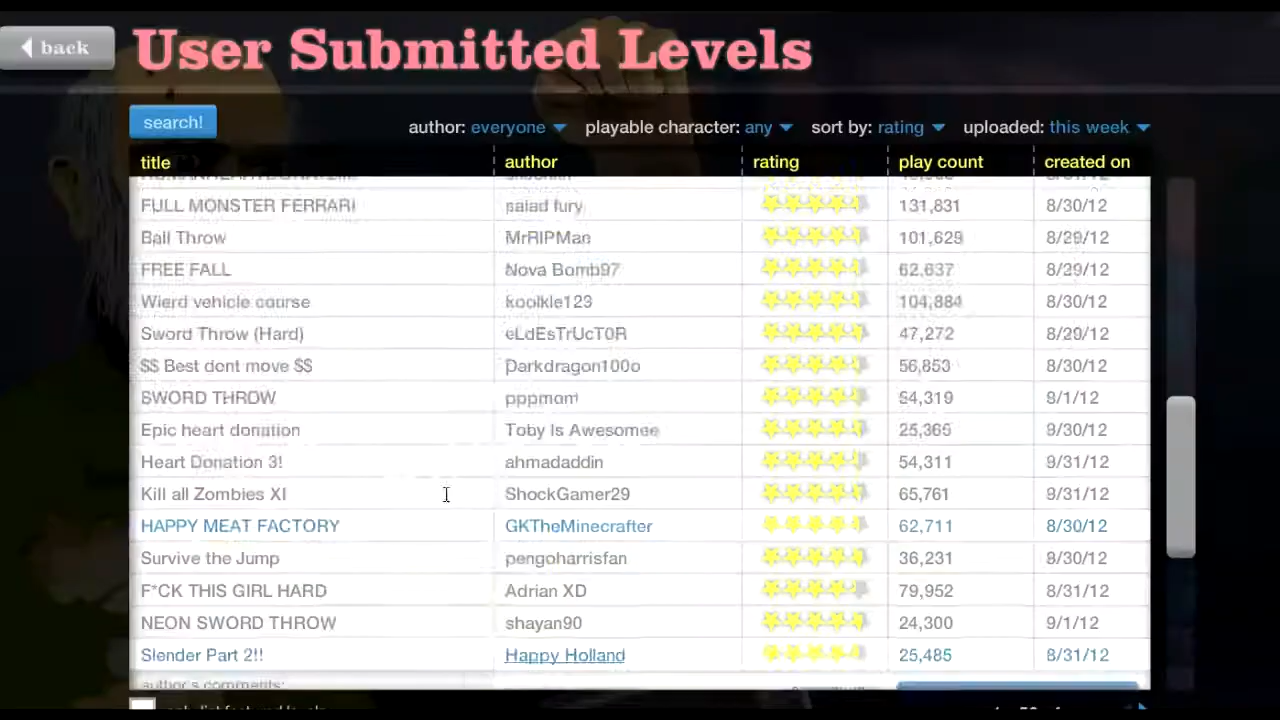 back
User Submitted Levels
search!
author: everyone playable character: any sort by: rating uploaded: this week
title author rating play count created on
FULL MONSTER FERRARI salad fury 131,831 8/30/12
Ball Throw MrRIPMan 101,629 8/29/12
FREE FALL Nova Bomb97 62,637 8/29/12
Wierd vehicle course koolkle123 104,884 8/30/12
Sword Throw (Hard) eLdEsTrUcT0R 47,272 8/29/12
$$ Best dont move $$ Darkdragon100o 56,853 8/30/12
SWORD THROW pppmont 54,319 9/1/12
Epic heart donation Toby Is Awesomee 25,365 9/30/12
Heart Donation 3! ahmadaddin 54,311 9/31/12
Kill all Zombies XI ShockGamer29 65,761 9/31/12
HAPPY MEAT FACTORY GKTheMinecrafter 62,711 8/30/12
Survive the Jump pengoharrisfan 36,231 8/30/12
F*CK THIS GIRL HARD Adrian XD 79,952 8/31/12
NEON SWORD THROW shayan90 24,300 9/1/12
Slender Part 2!! Happy Holland 25,485 8/31/12
author's comments: